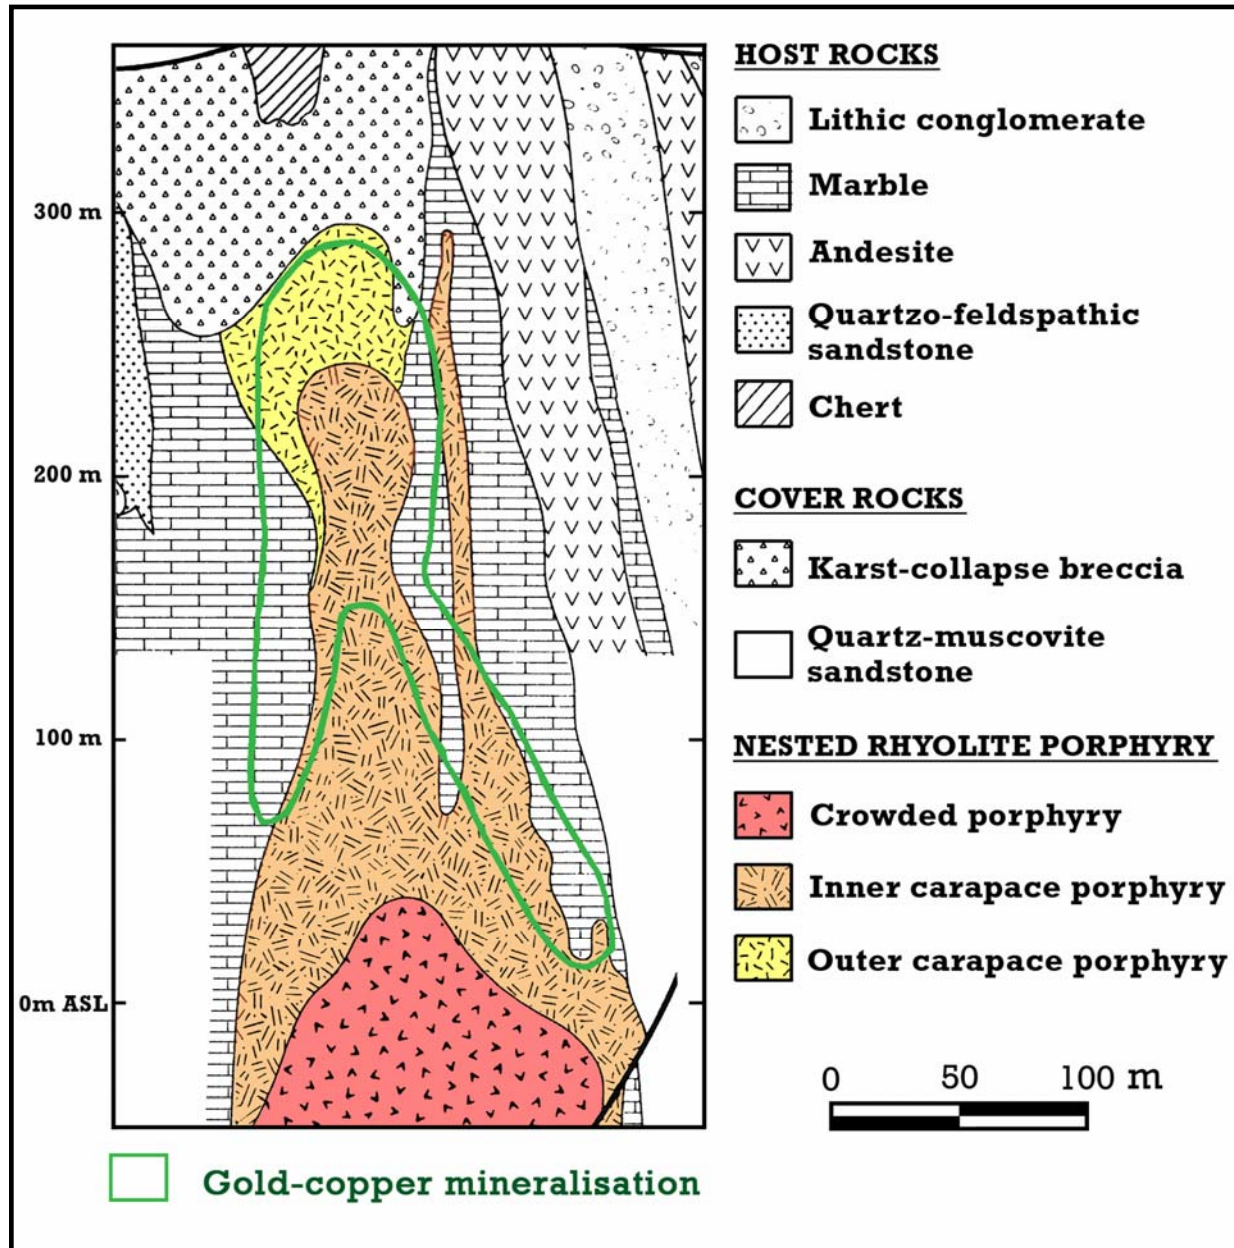 HOST ROCKS
Lithic conglomerate
Marble
Andesite
Quartzo-feldspathic
sandstone
Chert
COVER ROCKS
Karst-collapse breccia
Quartz-muscovite
sandstone
NESTED RHYOLITE PORPHYRY
Crowded porphyry
Inner carapace porphyry
Outer carapace porphyry
300 m
200 m
100 m
0m ASL
0 50 100 m
Gold-copper mineralisation